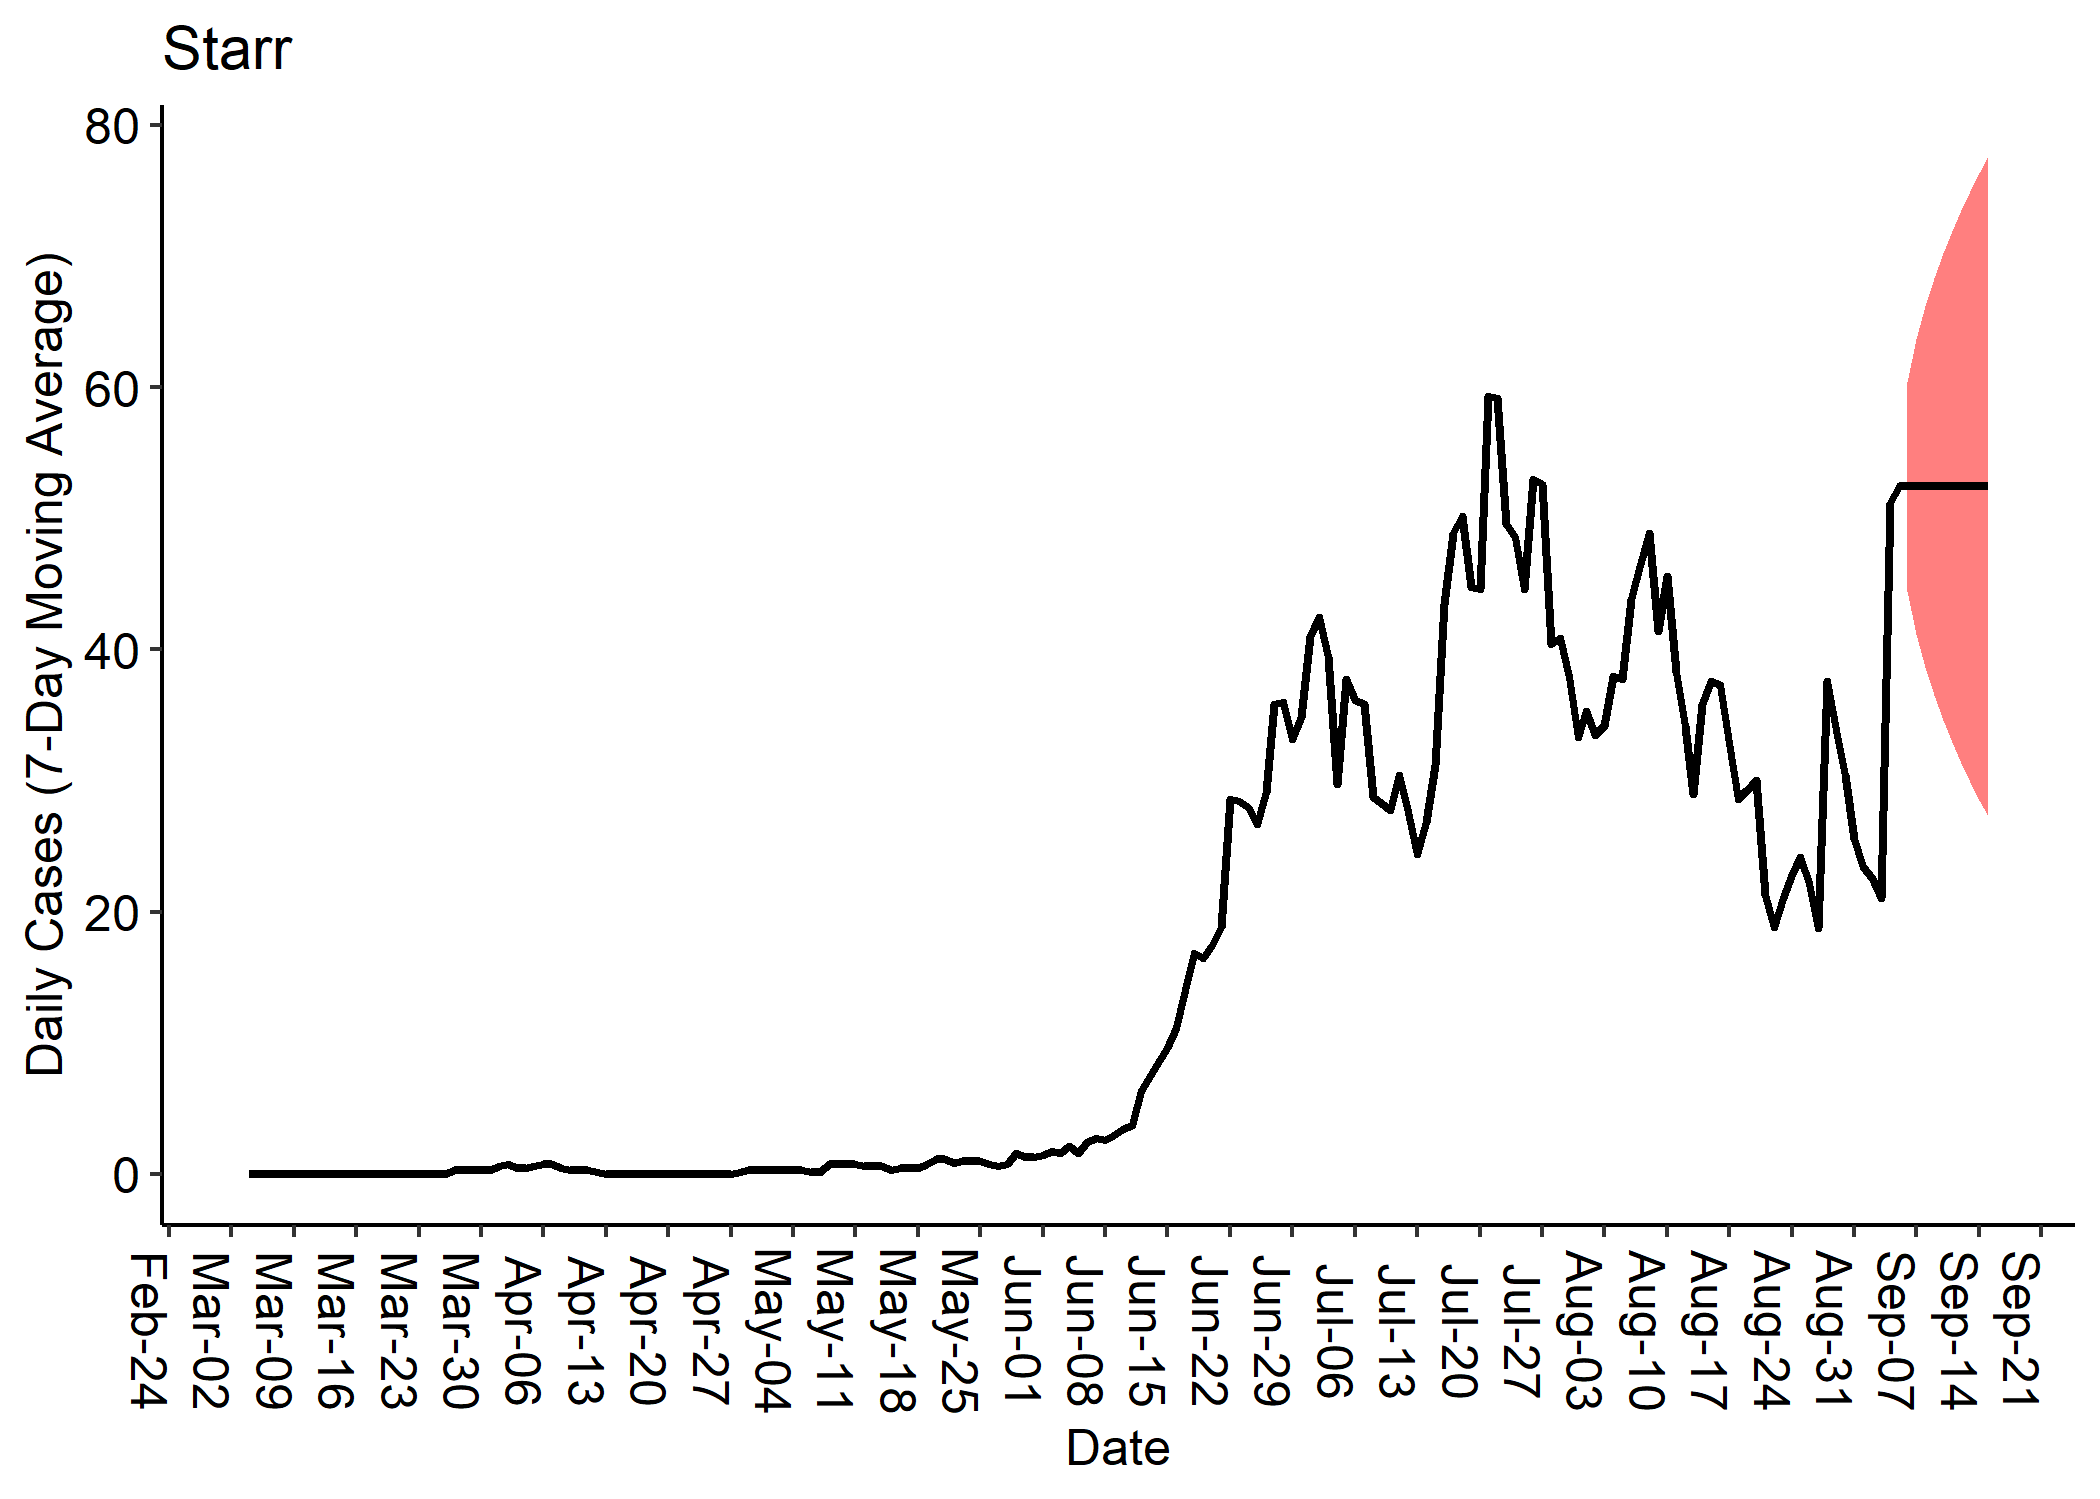 Starr
80
60
40
20
0
Daily Cases (7-Day Moving Average)
Feb-24
Mar-02
Mar-09
Mar-16
Mar-23
Mar-30
Apr-06
Apr-13
Apr-20
Apr-27
May-04
May-11
May-18
May-25
Jun-01
Jun-08
Jun-15
Jun-22
Jun-29
Jul-06
Jul-13
Jul-20
Jul-27
Aug-03
Aug-10
Aug-17
Aug-24
Aug-31
Sep-07
Sep-14
Sep-21
Date